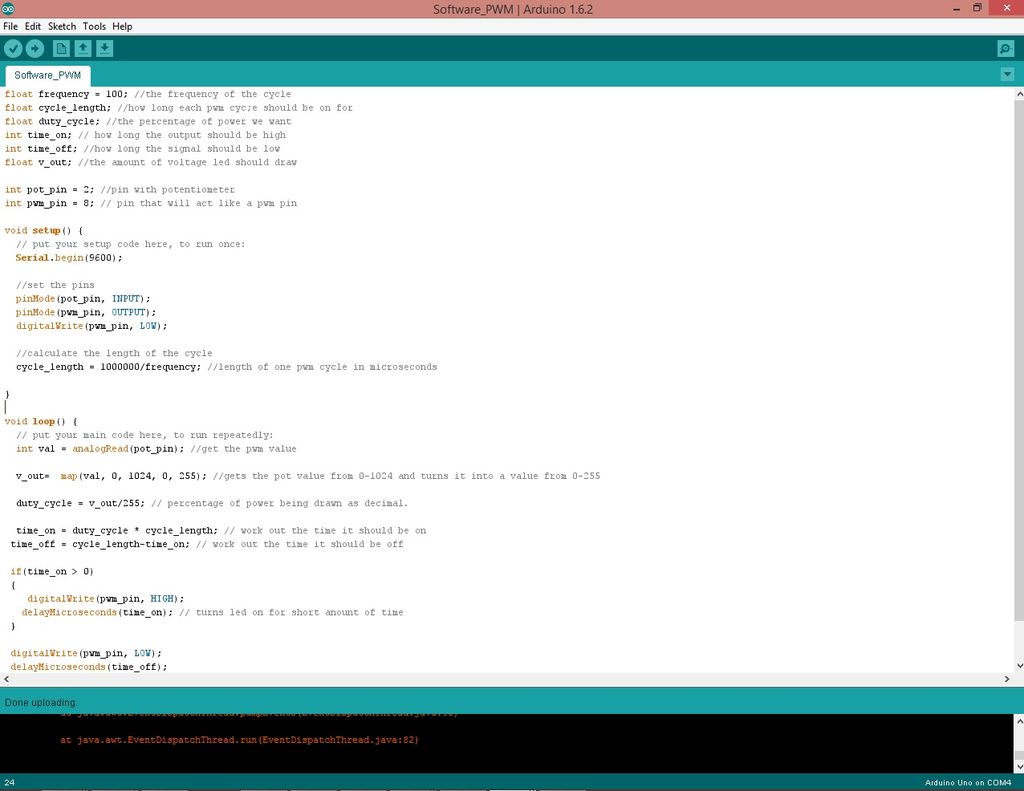 Software_PWM | Arduino 1.6.2
File Edit Sketch Tools Help
Software_PWM
float frequency = 100; //the frequency of the cycle
float cycle_length; //how long each pwm cyc;e should be on for
float duty_cycle; //the percentage of power we want
int time_on; // how long the output should be high
int time_off; //how long the signal should be low
float v_out; //the amount of voltage led should draw
int pot_pin = 2; //pin with potentiometer
int pwm_pin = 8; // pin that will act like a pwm pin
void setup() {
// put your setup code here, to run once:
Serial.begin(9600);
//set the pins
pinMode(pot_pin, INPUT);
pinMode(pwm_pin, OUTPUT);
digitalWrite(pwm_pin, LOW);
//calculate the length of the cycle
cycle_length = 1000000/frequency; //length of one pwm cycle in microseconds
}
void loop() {
// put your main code here, to run repeatedly:
int val = analogRead(pot_pin); //get the pwm value
v_out=  map(val, 0, 1024, 0, 255); //gets the pot value from 0-1024 and turns it into a value from 0-255
duty_cycle = v_out/255; // percentage of power being drawn as decimal.
time_on = duty_cycle * cycle_length; // work out the time it should be on
time_off = cycle_length-time_on; // work out the time it should be off
if(time_on > 0)
{
digitalWrite(pwm_pin, HIGH);
delayMicroseconds(time_on); // turns led on for short amount of time
}
digitalWrite(pwm_pin, LOW);
delayMicroseconds(time_off);
Done uploading.
at java.awt.EventDispatchThread.run(EventDispatchThread.java:82)
24
Arduino Uno on COM4